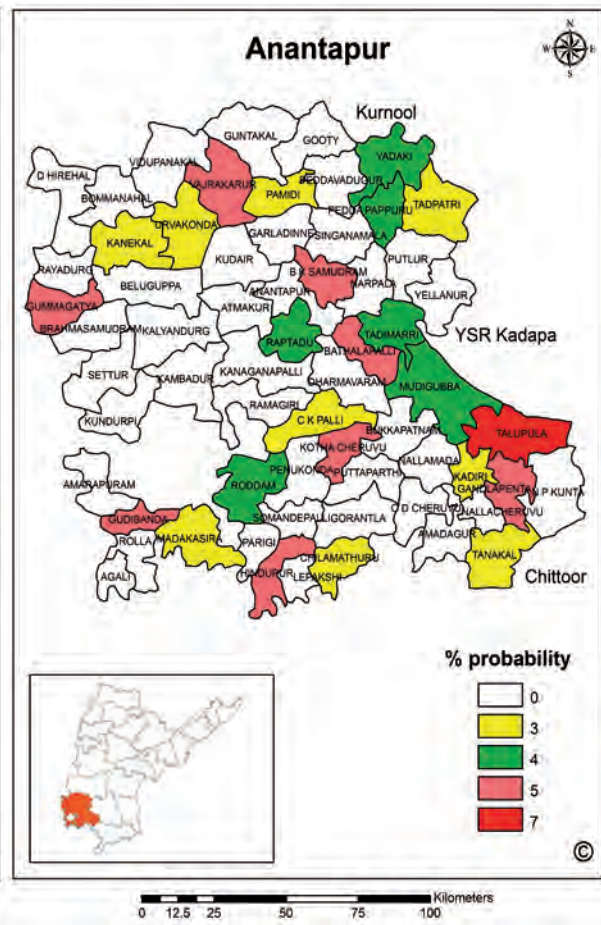 Anantapur
N
W E
S
Kurnool
GUNTAKAL
GOOTY
YADAKI
VIDUPANAKAL
D HIREHAL
VAJRAKARUR
PEDDAVADUGUR
BOMMANAHAL
PAMIDI
PEDDA PAPPURU
TADPATRI
URVAKONDA
GARLADINNE
SINGANAMALA
KANEKAL
KUDAIR
PUTLUR
RAYADURG
B K SAMUDRAM
NARPADA
BELUGUPPA
ANANTAPUR
YELLANUR
GUMMAGATYA
ATMAKUR
BRAHMASAMUDRAM
KALYANDURG
TADIMARRI
YSR Kadapa
RAPTADU
BATHALAPALLI
SETTUR
KANAGANAPALLI
KAMBADUR
DHARMAVARAM
MUDIGUBBA
RAMAGIRI
KUNDURPI
C K PALLI
BUKKAPATNAM
TALUPULA
KOTHA CHERUVU
NALLAMADA
PENUKONDA
PUTTAPARTHI
KADIRI
AMARAPURAM
RODDAM
GANDLAPENTA
N P KUNTA
O D CHERUVU
NALLACHERUVU
GUDIBANDA
SOMANDEPALLI
GORANTLA
MADAKASIRA
PARIGI
AMADAGUR
ROLLA
CHILAMATHURU
TANAKAL
AGALI
HINDUPUR
LEPAKSHI
Chittoor
% probability
0
3
4
5
7
©
Kilometers
0 12.5 25 50 75 100